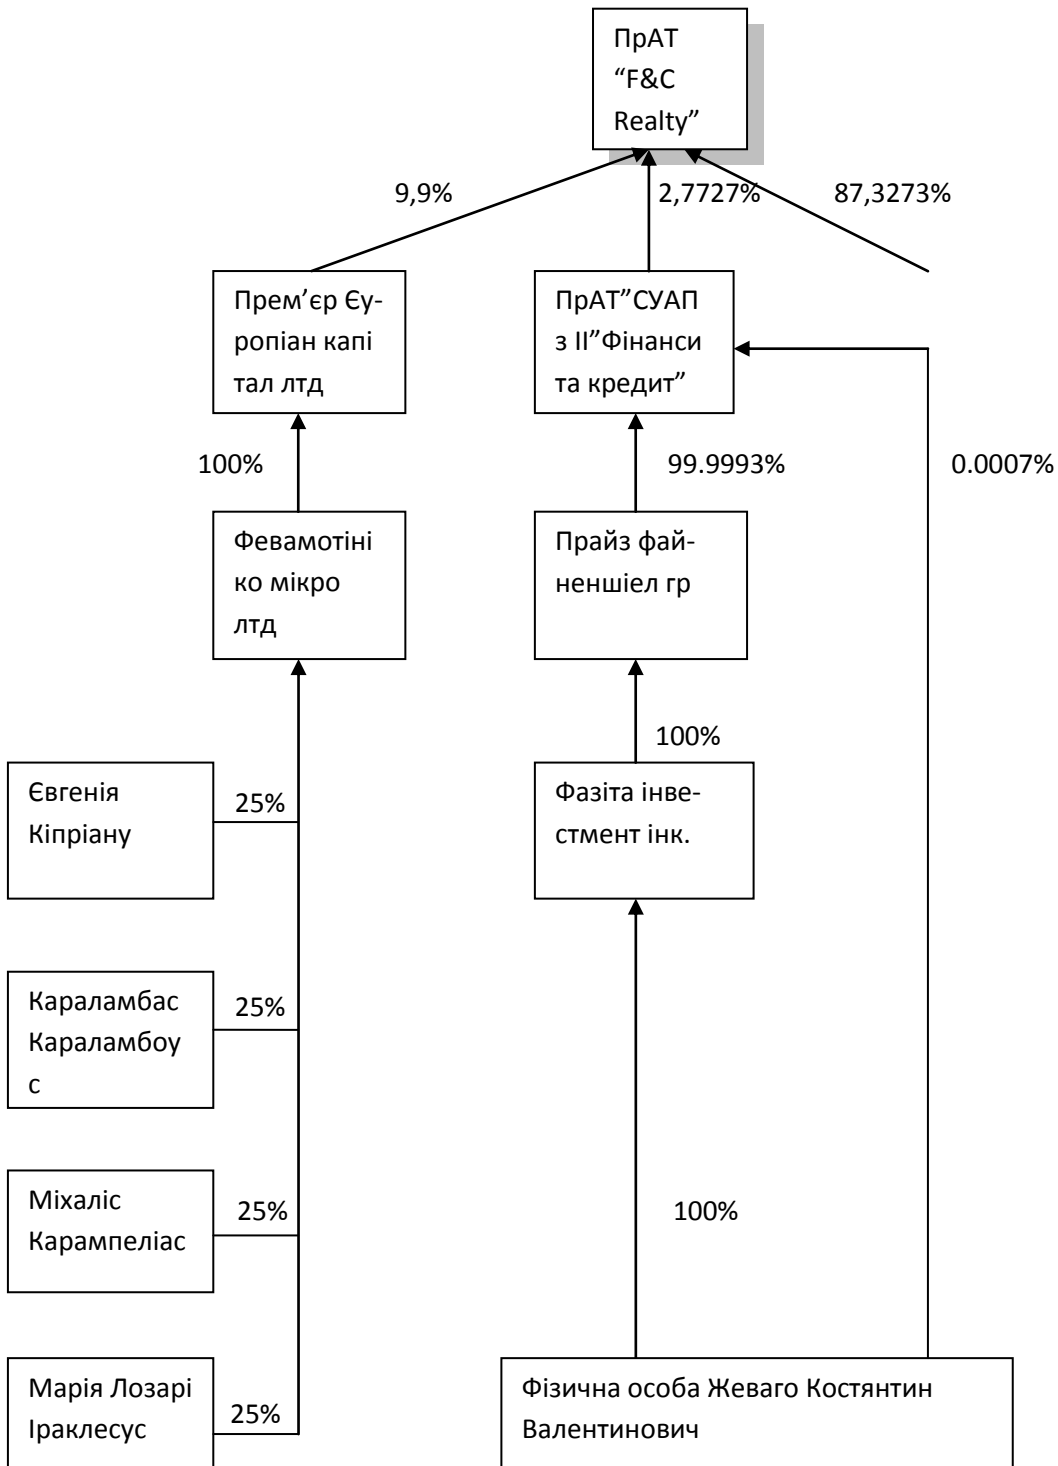 ПрАТ
“F&C
Realty”
9,9%
2,7727%
87,3273%
Прем’єр Єу-
ропіан капі
тал лтд
ПрАТ”СУАП
з ІІ”Фінанси
та кредит”
100%
99.9993%
0.0007%
Февамотіні
ко мікро
лтд
Прайз фай-
неншіел гр
100%
Євгенія
Кіпріану
25%
Фазіта інве-
стмент інк.
Караламбас
Караламбоу
с
25%
Міхаліс
Карампеліас
25%
100%
Марія Лозарі
Іраклесус
25%
Фізична особа Жеваго Костянтин
Валентинович